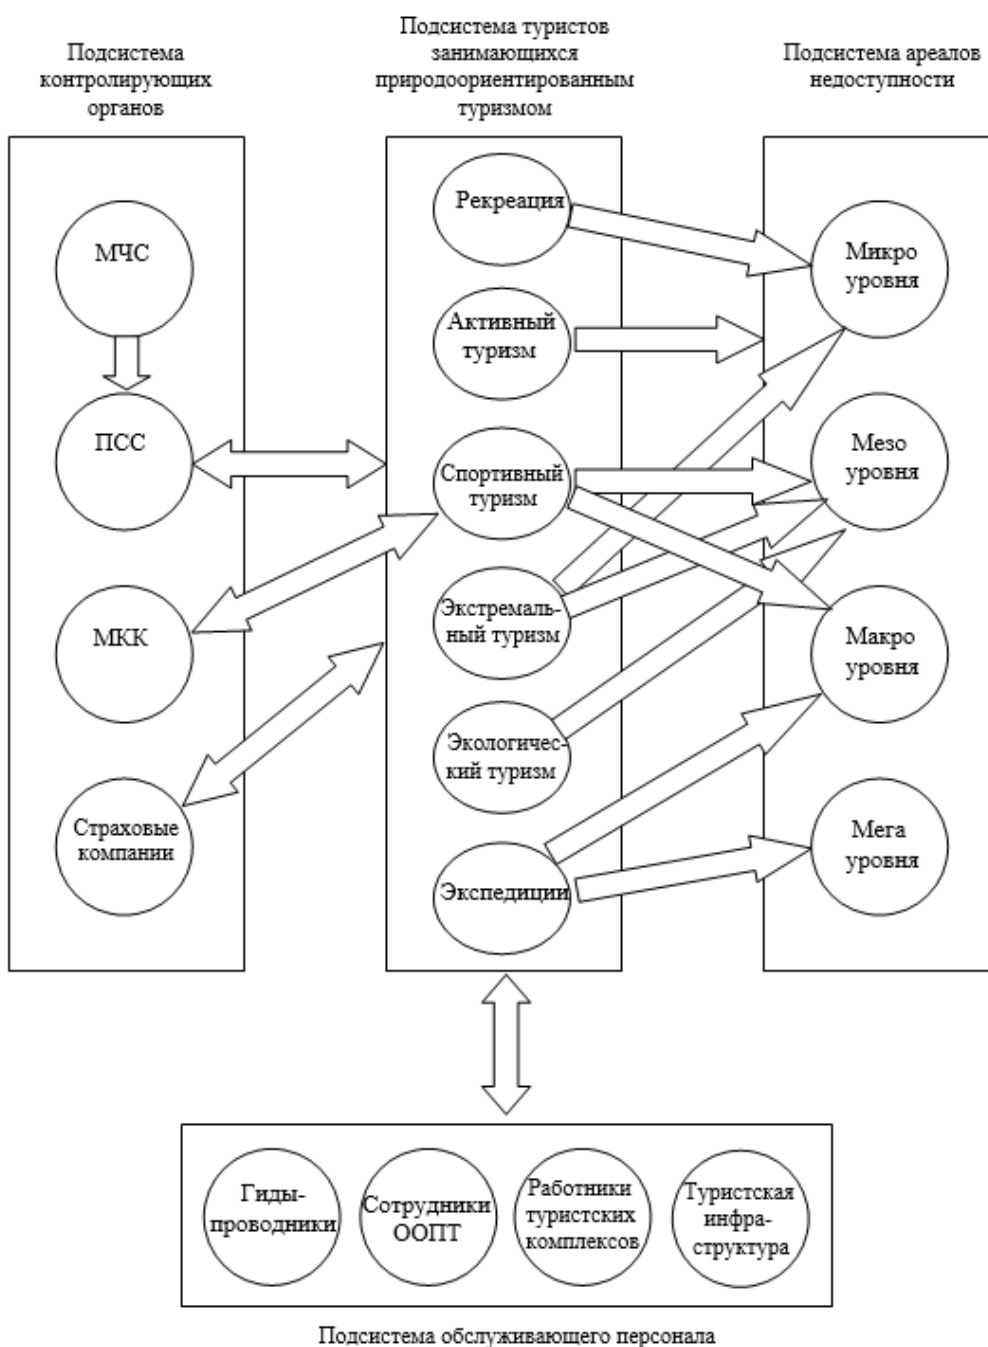 Подсистема
контролирующих
органов
Подсистема туристов
занимающихся
природоориентированным
туризмом
Подсистема ареалов
недоступности
МЧС
ПСС
МКК
Страховые
компании
Рекреация
Активный
туризм
Спортивный
туризм
Экстремаль-
ный туризм
Экологичес-
кий туризм
Экспедиции
Микро
уровня
Мезо
уровня
Макро
уровня
Мега
уровня
Гиды-
проводники
Сотрудники
ООПТ
Работники
туристских
комплексов
Туристская
инфра-
структура
Подсистема обслуживающего персонала